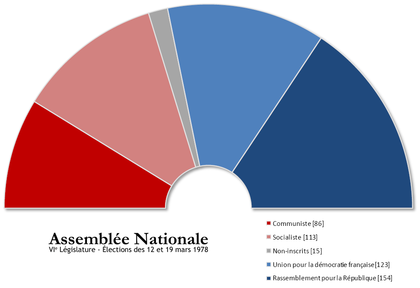 Assemblée Nationale
VIᵉ Législature - Élections des 12 et 19 mars 1978
Communiste [86]
Socialiste [113]
Non-inscrits [15]
Union pour la démocratie française[123]
Rassemblement pour la République [154]